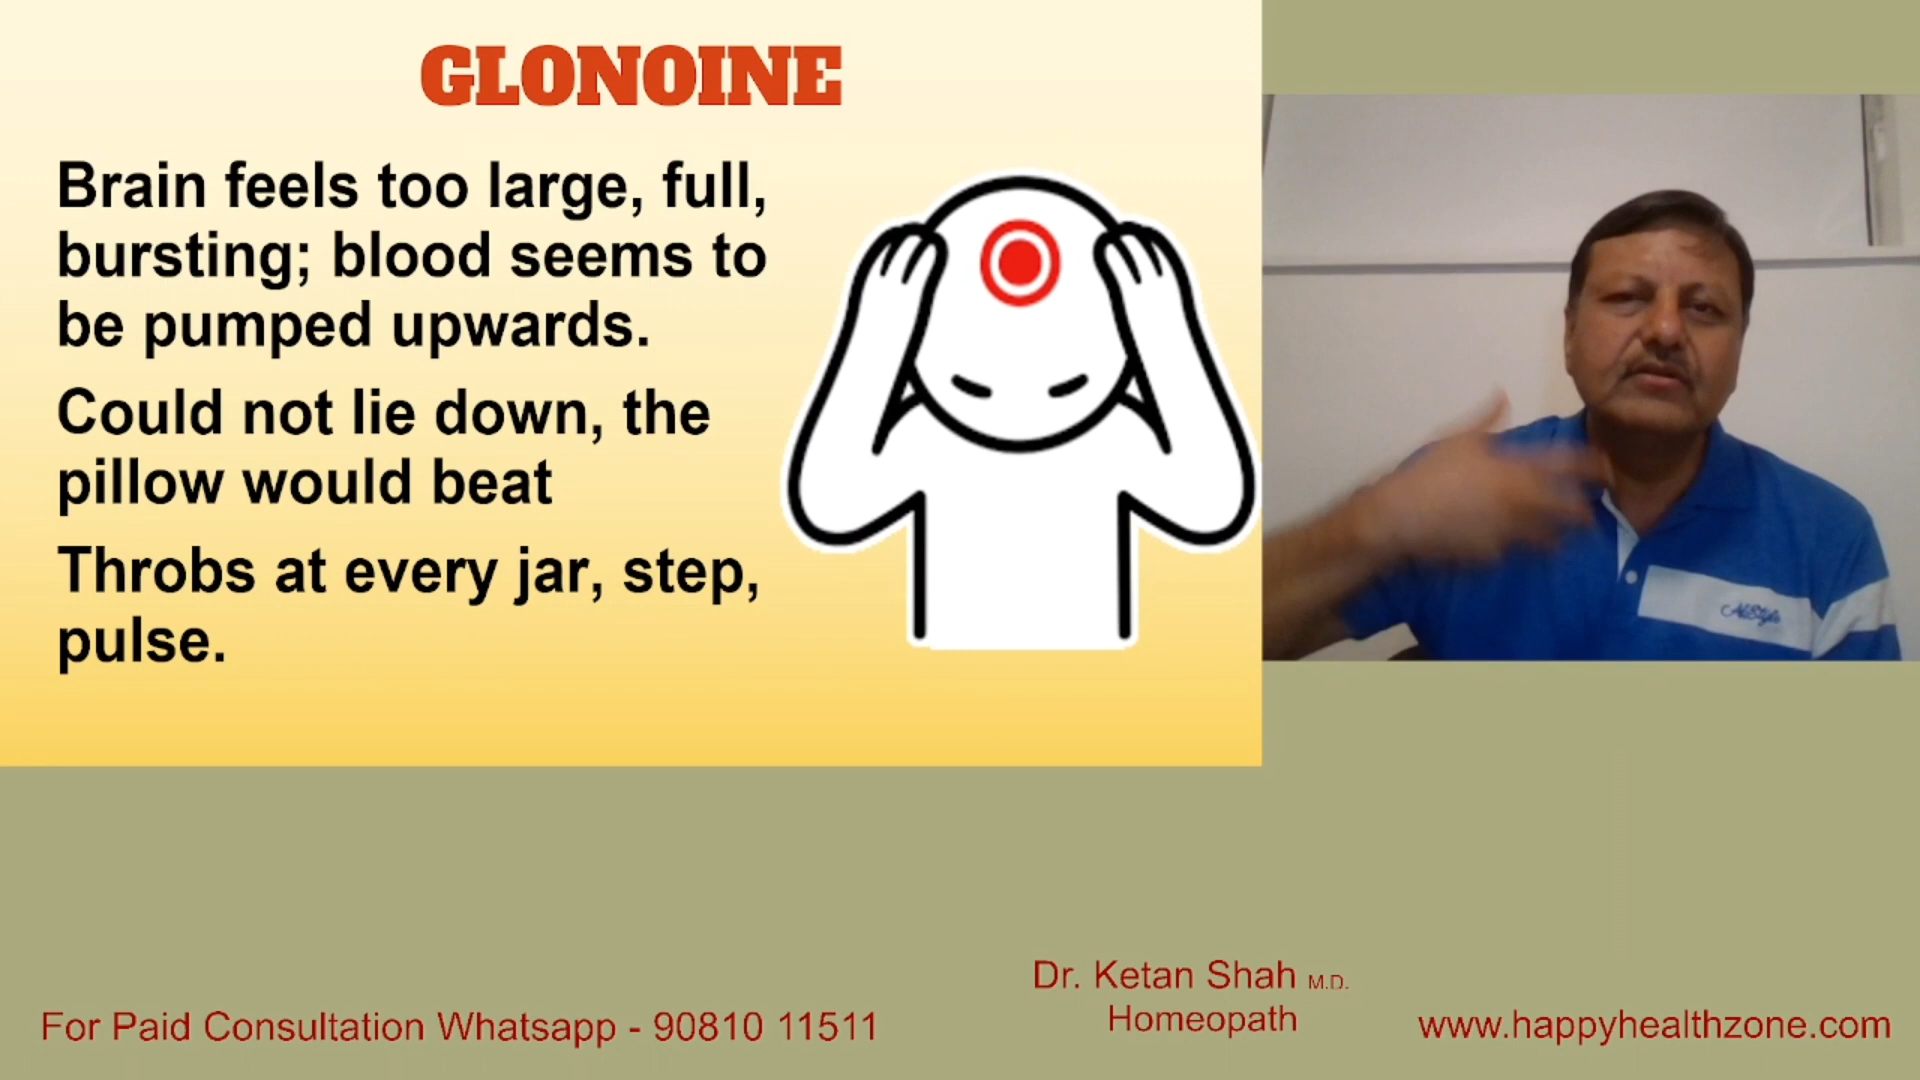 GLONOINE
Brain feels too large, full,
bursting; blood seems to
be pumped upwards.
Could not lie down, the
pillow would beat
Throbs at every jar, step,
pulse.
Dr. Ketan Shah M.D.
Homeopath
For Paid Consultation Whatsapp - 90810 11511
www.happyhealthzone.com